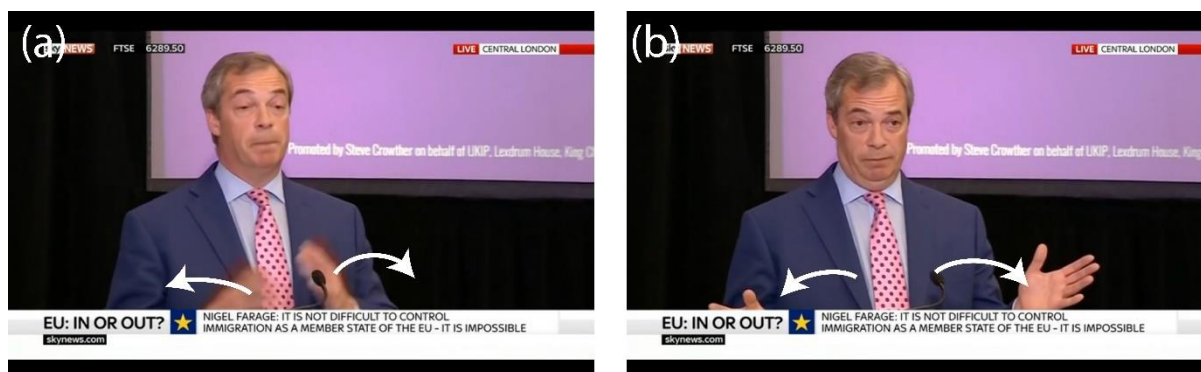 (a)
sky NEWS FTSE 6289.50 LIVE CENTRAL LONDON
Promoted by Steve Crowther on behalf of UKIP, Lexdrum House, King
EU: IN OR OUT?
NIGEL FARAGE: IT IS NOT DIFFICULT TO CONTROL
IMMIGRATION AS A MEMBER STATE OF THE EU - IT IS IMPOSSIBLE
skynews.com
(b)
sky NEWS FTSE 6289.50 LIVE CENTRAL LONDON
Promoted by Steve Crowther on behalf of UKIP, Lexdrum House, King
EU: IN OR OUT?
NIGEL FARAGE: IT IS NOT DIFFICULT TO CONTROL
IMMIGRATION AS A MEMBER STATE OF THE EU - IT IS IMPOSSIBLE
skynews.com